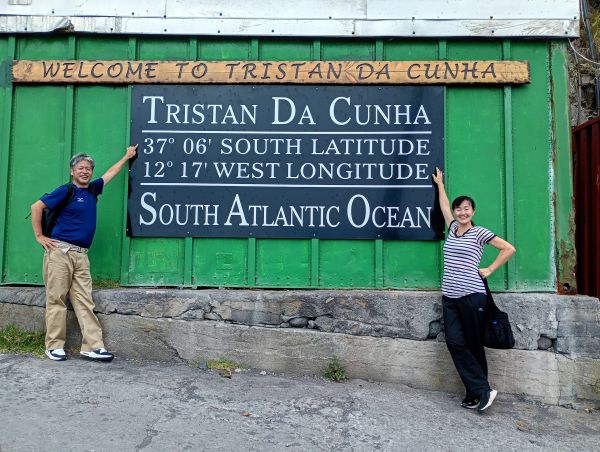 WELCOME TO TRISTAN DA CUNHA
TRISTAN DA CUNHA
37° 06' SOUTH LATITUDE
12° 17' WEST LONGITUDE
SOUTH ATLANTIC OCEAN